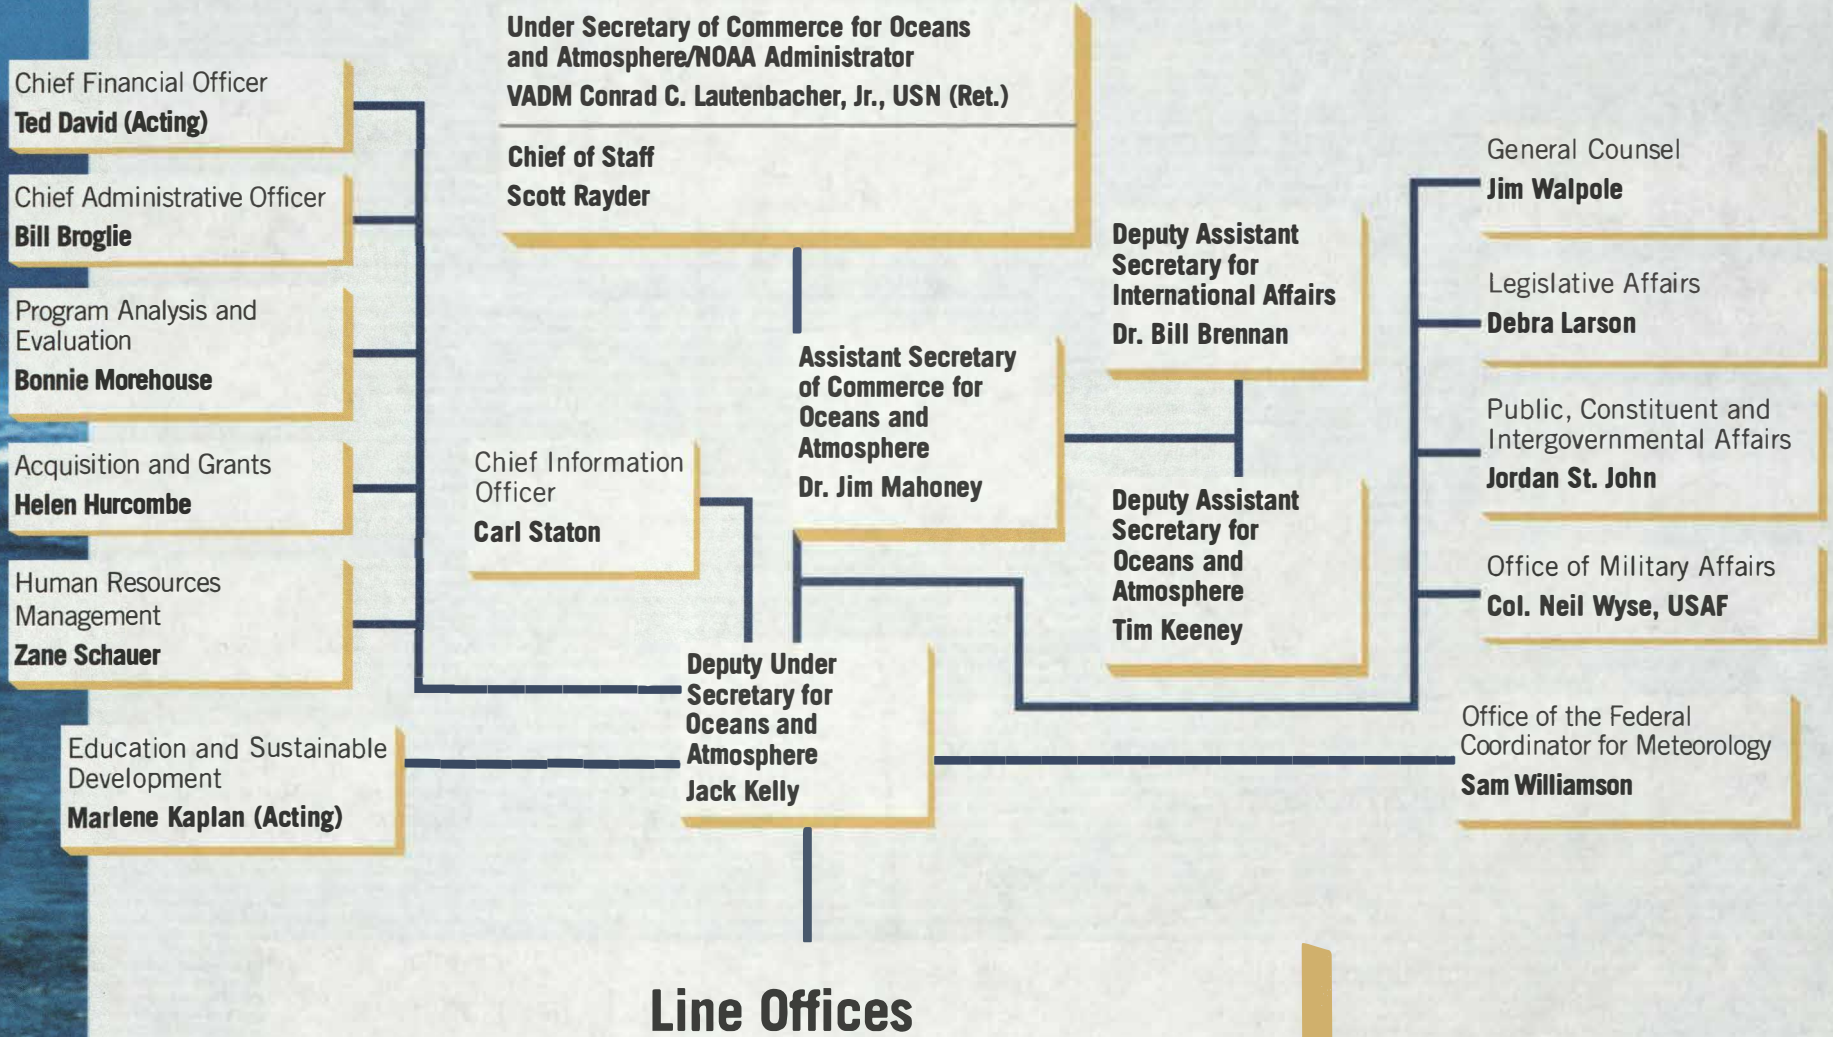 Under Secretary of Commerce for Oceans
and Atmosphere/NOAA Administrator
VADM Conrad C. Lautenbacher, Jr., USN (Ret.)
Chief of Staff
Scott Rayder
Chief Financial Officer
Ted David (Acting)
Chief Administrative Officer
Bill Broglie
Program Analysis and
Evaluation
Bonnie Morehouse
Acquisition and Grants
Helen Hurcombe
Human Resources
Management
Zane Schauer
Education and Sustainable
Development
Marlene Kaplan (Acting)
Chief Information
Officer
Carl Staton
Assistant Secretary
of Commerce for
Oceans and
Atmosphere
Dr. Jim Mahoney
Deputy Assistant
Secretary for
International Affairs
Dr. Bill Brennan
Deputy Assistant
Secretary for
Oceans and
Atmosphere
Tim Keeney
General Counsel
Jim Walpole
Legislative Affairs
Debra Larson
Public, Constituent and
Intergovernmental Affairs
Jordan St. John
Office of Military Affairs
Col. Neil Wyse, USAF
Deputy Under
Secretary for
Oceans and
Atmosphere
Jack Kelly
Office of the Federal
Coordinator for Meteorology
Sam Williamson
Line Offices